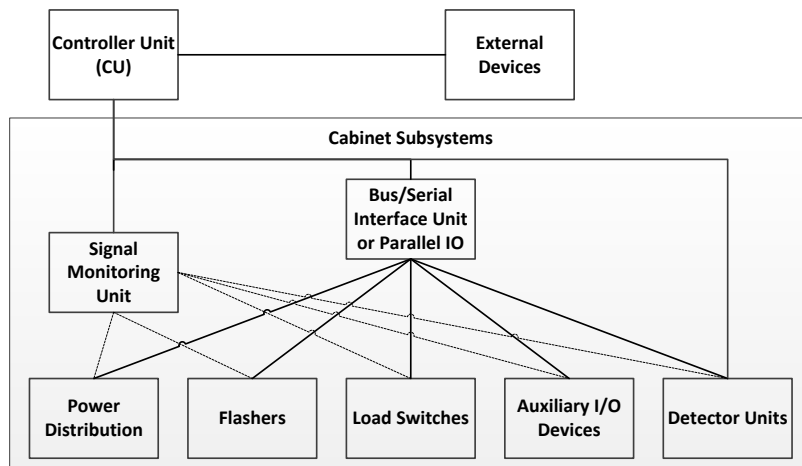 Controller Unit
(CU)
External
Devices
Cabinet Subsystems
Bus/Serial
Interface Unit
or Parallel IO
Signal
Monitoring
Unit
Power
Distribution
Flashers
Load Switches
Auxiliary I/O
Devices
Detector Units